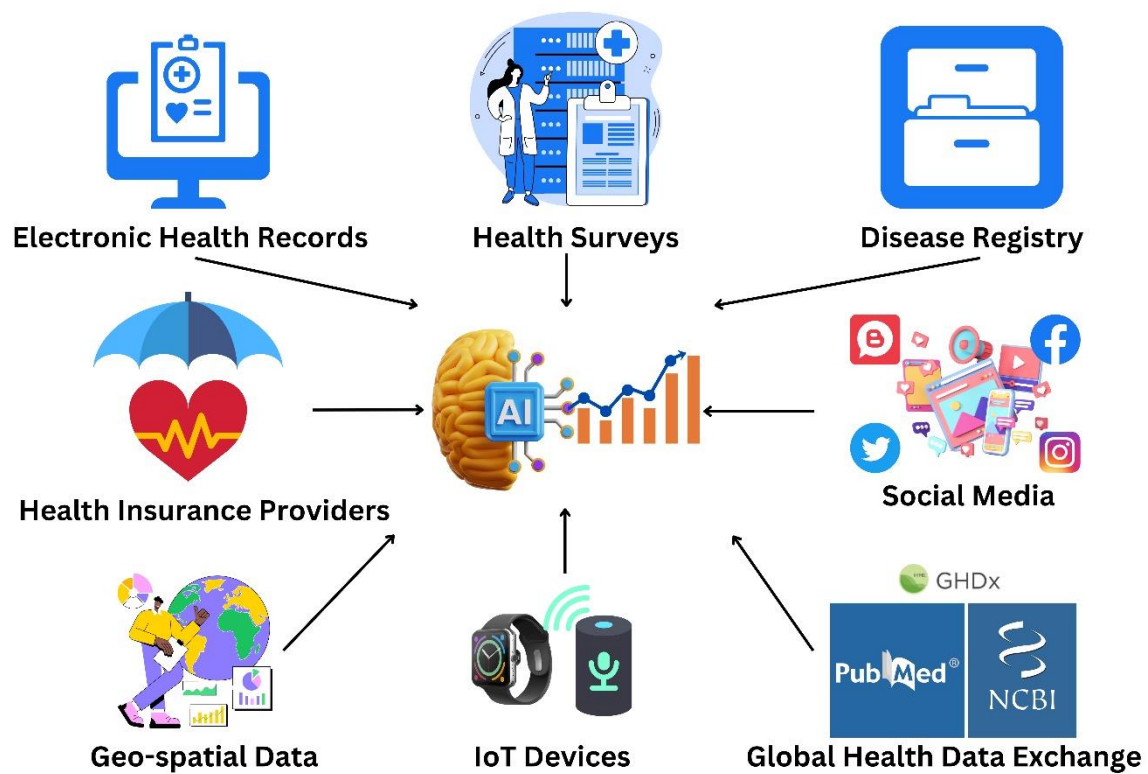 Electronic Health Records
Health Surveys
Disease Registry
AI
Health Insurance Providers
Social Media
GHDx
PubMed®
NCBI
Geo-spatial Data
IoT Devices
Global Health Data Exchange